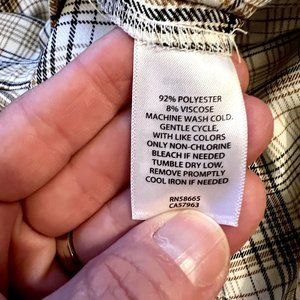 92% POLYESTER
8% VISCOSE
MACHINE WASH COLD.
GENTLE CYCLE,
WITH LIKE COLORS
ONLY NON-CHLORINE
BLEACH IF NEEDED
TUMBLE DRY LOW,
REMOVE PROMPTLY
COOL IRON IF NEEDED
RN58665
CA57963